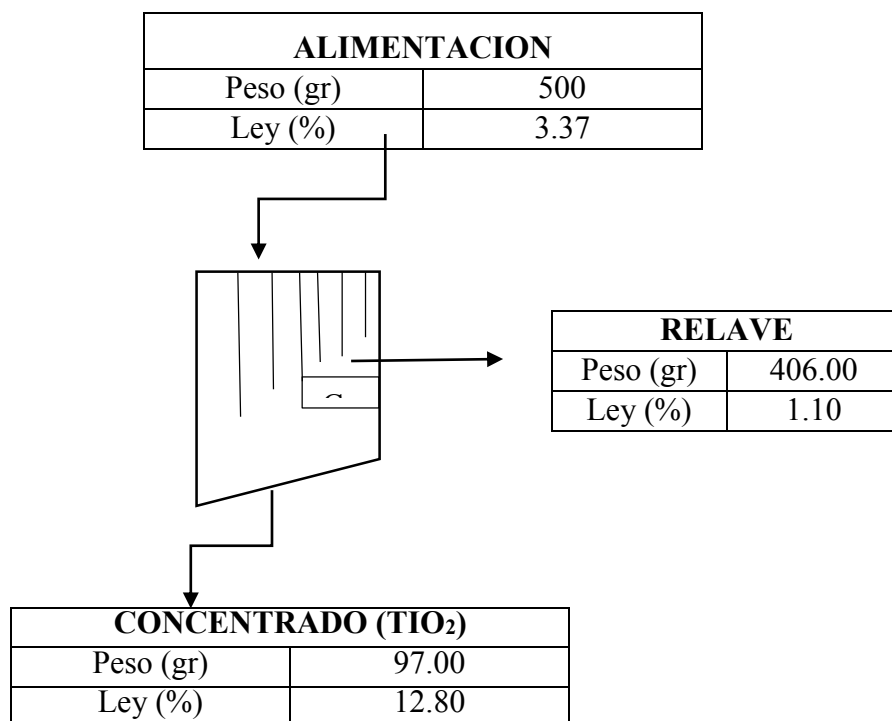 ALIMENTACION
Peso (gr) 500
Ley (%) 3.37
RELAVE
Peso (gr) 406.00
Ley (%) 1.10
CONCENTRADO (TIO₂)
Peso (gr) 97.00
Ley (%) 12.80